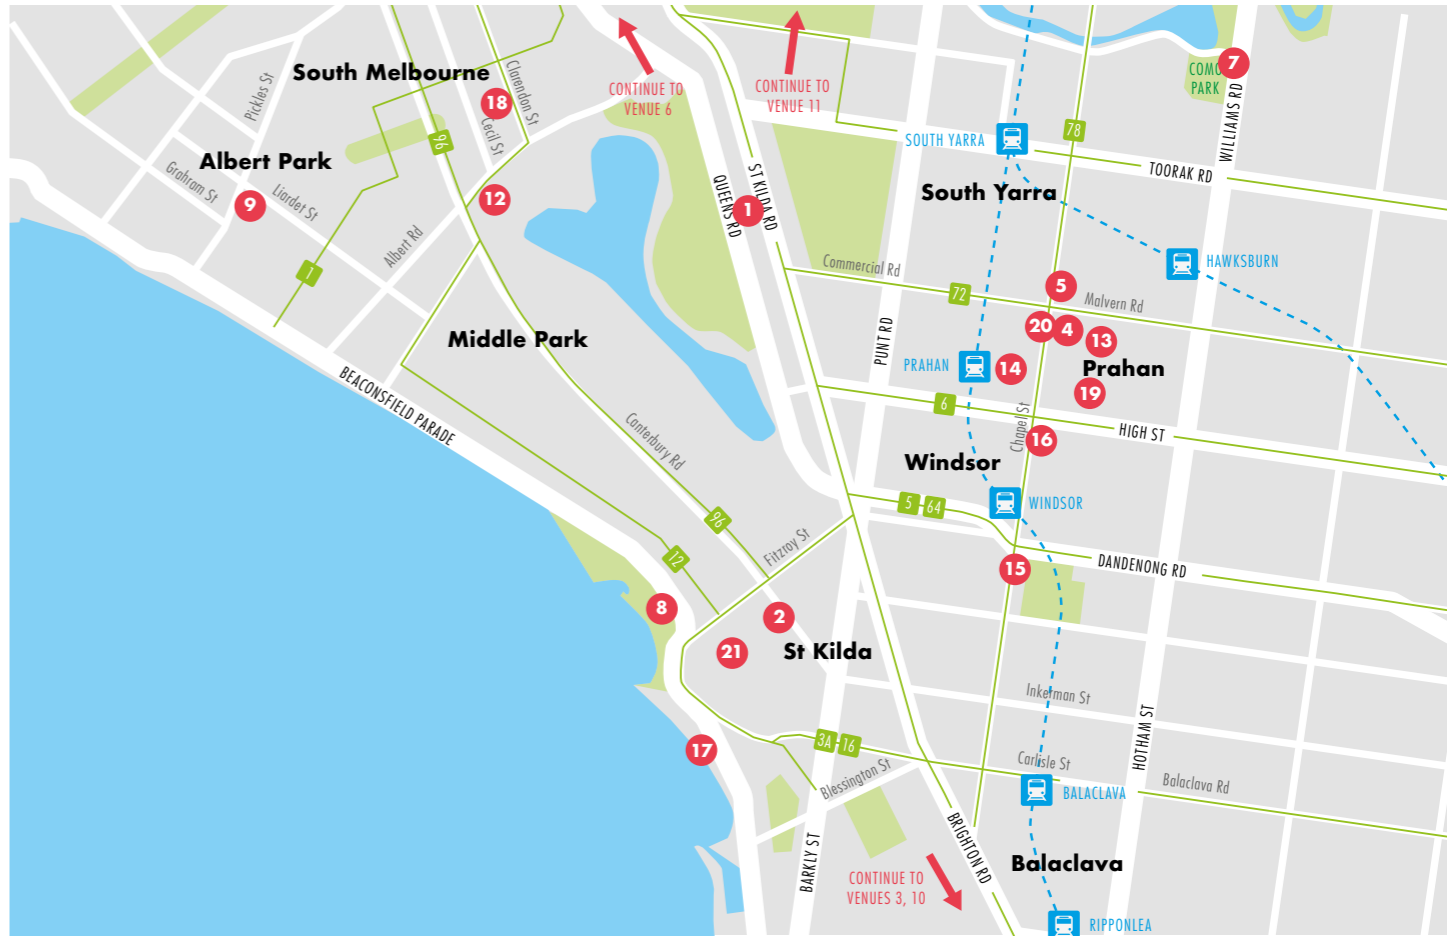 South Melbourne
Pickles St
Clarendon St
Cecil St
18
96
CONTINUE TO
VENUE 6
CONTINUE TO
VENUE 11
7
COMO
PARK
WILLIAMS RD
78
SOUTH YARRA
TOORAK RD
Albert Park
Grahram St
Liardet St
9
12
Albert Rd
1
QUEENS RD
ST KILDA RD
1
South Yarra
HAWKSBURN
Commercial Rd
72
5
Malvern Rd
20
4
13
PUNT RD
PRAHAN
14
Prahan
19
Middle Park
BEACONSFIELD PARADE
6
Chapel St
16
HIGH ST
Canterbury Rd
Windsor
5
64
WINDSOR
96
Fitzroy St
12
15
DANDENONG RD
8
2
21
St Kilda
Inkerman St
17
3A
16
Carlisle St
HOTHAM ST
Blessington St
BALACLAVA
Balaclava Rd
BARKLY ST
BRIGHTON RD
Balaclava
CONTINUE TO
VENUES 3, 10
RIPPONLEA